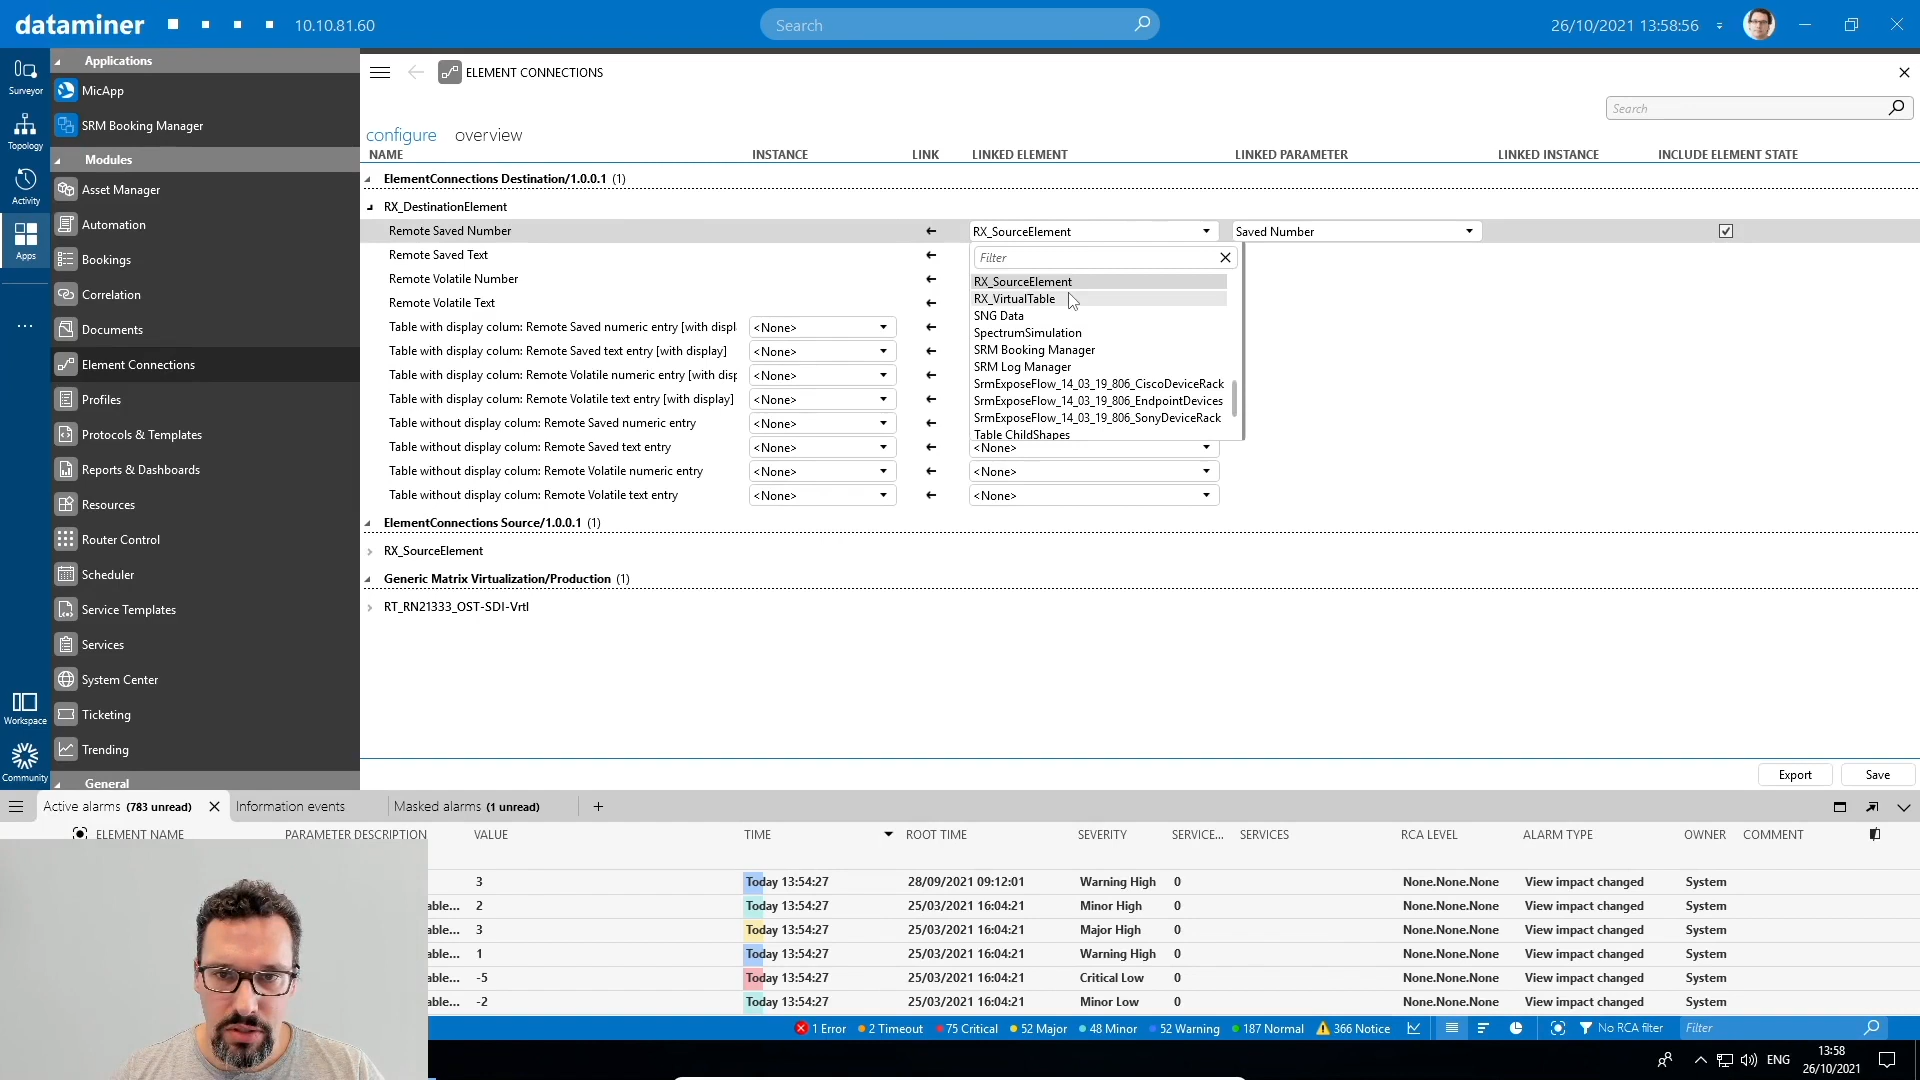 dataminer
10.10.81.60
Search
26/10/2021 13:58:56
Surveyor
Topology
Activity
Apps
Workspace
Community
Applications
MicApp
SRM Booking Manager
Modules
Asset Manager
Automation
Bookings
Correlation
Documents
Element Connections
Profiles
Protocols & Templates
Reports & Dashboards
Resources
Router Control
Scheduler
Service Templates
Services
System Center
Ticketing
Trending
General
ELEMENT CONNECTIONS
Search
configure overview
NAME INSTANCE LINK LINKED ELEMENT LINKED PARAMETER LINKED INSTANCE INCLUDE ELEMENT STATE
ElementConnections Destination/1.0.0.1 (1)
RX_DestinationElement
Remote Saved Number RX_SourceElement Saved Number
Remote Saved Text
Remote Volatile Number
Remote Volatile Text
Table with display colum: Remote Saved numeric entry [with displ <None>
Table with display colum: Remote Saved text entry [with display] <None>
Table with display colum: Remote Volatile numeric entry [with disp <None>
Table with display colum: Remote Volatile text entry [with display] <None>
Table without display colum: Remote Saved numeric entry <None>
Table without display colum: Remote Saved text entry <None> <None>
Table without display colum: Remote Volatile numeric entry <None> <None>
Table without display colum: Remote Volatile text entry <None> <None>
Filter
RX_SourceElement
RX_VirtualTable
SNG Data
SpectrumSimulation
SRM Booking Manager
SRM Log Manager
SrmExposeFlow_14_03_19_806_CiscoDeviceRack
SrmExposeFlow_14_03_19_806_EndpointDevices
SrmExposeFlow_14_03_19_806_SonyDeviceRack
Table ChildShapes
ElementConnections Source/1.0.0.1 (1)
RX_SourceElement
Generic Matrix Virtualization/Production (1)
RT_RN21333_OST-SDI-Vrtl
Export Save
Active alarms (783 unread) Information events Masked alarms (1 unread)
ELEMENT NAME PARAMETER DESCRIPTION VALUE TIME ROOT TIME SEVERITY SERVICE... SERVICES RCA LEVEL ALARM TYPE OWNER COMMENT
3 Today 13:54:27 28/09/2021 09:12:01 Warning High 0 None.None.None View impact changed System
able... 2 Today 13:54:27 25/03/2021 16:04:21 Minor High 0 None.None.None View impact changed System
able... 3 Today 13:54:27 25/03/2021 16:04:21 Major High 0 None.None.None View impact changed System
able... 1 Today 13:54:27 25/03/2021 16:04:21 Warning High 0 None.None.None View impact changed System
able... -5 Today 13:54:27 25/03/2021 16:04:21 Critical Low 0 None.None.None View impact changed System
able... -2 Today 13:54:27 25/03/2021 16:04:21 Minor Low 0 None.None.None View impact changed System
1 Error 2 Timeout 75 Critical 52 Major 48 Minor 52 Warning 187 Normal 366 Notice No RCA filter Filter
ENG 13:58
26/10/2021